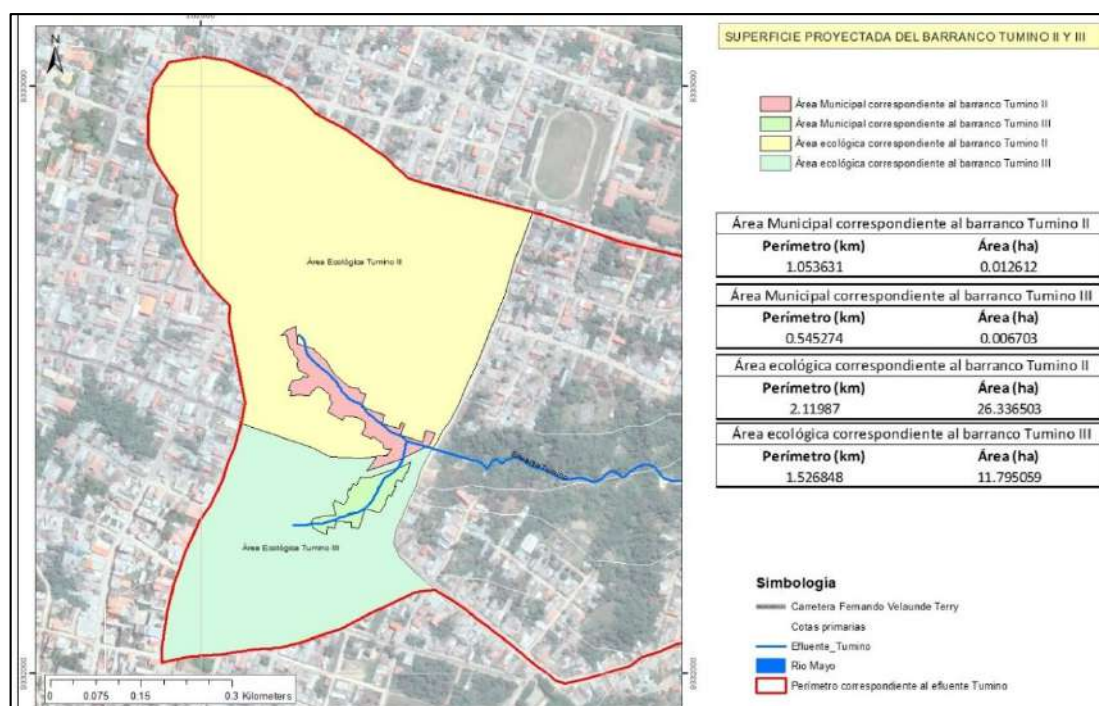 N
SUPERFICIE PROYECTADA DEL BARRANCO TUMINO II Y III
Área Municipal correspondiente al barranco Tumino II
Área Municipal correspondiente al barranco Tumino III
Área ecológica correspondiente al barranco Tumino II
Área ecológica correspondiente al barranco Tumino III
Área Municipal correspondiente al barranco Tumino II
Perímetro (km) Área (ha)
1.053631 0.012612
Área Municipal correspondiente al barranco Tumino III
Perímetro (km) Área (ha)
0.545274 0.006703
Área ecológica correspondiente al barranco Tumino II
Perímetro (km) Área (ha)
2.11987 26.336503
Área ecológica correspondiente al barranco Tumino III
Perímetro (km) Área (ha)
1.526848 11.795059
Área Ecológica Tumino II
Área Ecológica Tumino III
Simbología
Carretera Fernando Velaunde Terry
Cotas primarias
Efluente_Tumino
Rio Mayo
Perímetro correspondiente al efluente Tumino
0 0.075 0.15 0.3 Kilometers